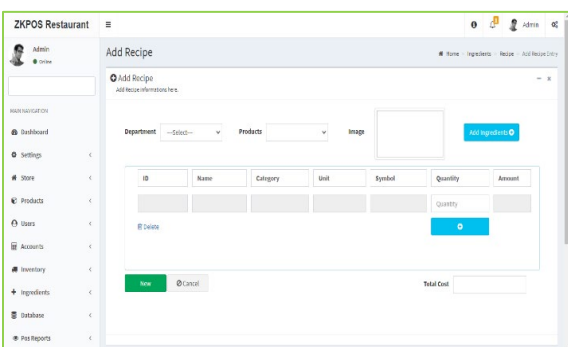 ZKPOS Restaurant
Admin
Admin
Online
Add Recipe
Home Ingredients Recipe Add Recipe Entry
Add Recipe
Add Recipe Informations here.
MAIN NAVIGATION
Dashboard
Settings
Store
Products
Users
Accounts
Inventory
Ingredients
Database
Pos Reports
Department ---Select--- Products Image Add Ingredients
ID Name Category Unit Symbol Quantity Amount
Quantity
Delete
New Cancel Total Cost